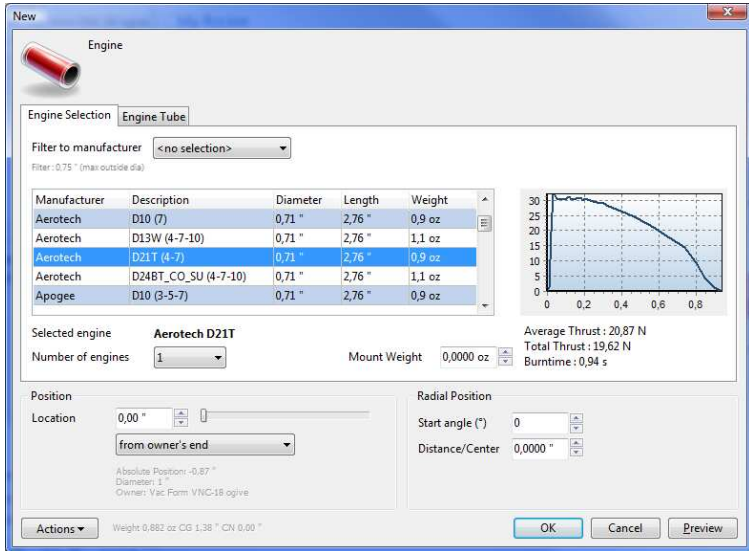 New
Engine
Engine Selection Engine Tube
Filter to manufacturer <no selection>
Filter: 0.75 " (max outside dia)
Manufacturer Description Diameter Length Weight
Aerotech D10 (7) 0,71 " 2,76 " 0,9 oz
Aerotech D13W (4-7-10) 0,71 " 2,76 " 1,1 oz
Aerotech D21T (4-7) 0,71 " 2,76 " 0,9 oz
Aerotech D24BT_CO_SU (4-7-10) 0,71 " 2,76 " 1,1 oz
Apogee D10 (3-5-7) 0,71 " 2,76 " 0,9 oz
30
25
20
15
10
5
0
0 0,2 0,4 0,6 0,8
Selected engine Aerotech D21T
Number of engines 1 Mount Weight 0,0000 oz
Average Thrust : 20,87 N
Total Thrust : 19,62 N
Burntime : 0,94 s
Position
Location 0,00 "
from owner's end
Absolute Position: -0,87 "
Diameter: 1 "
Owner: Vac Form VNC-18 ogive
Radial Position
Start angle (°) 0
Distance/Center 0,0000 "
Actions Weight 0,882 oz CG 1.38 " CN 0.00 " OK Cancel Preview